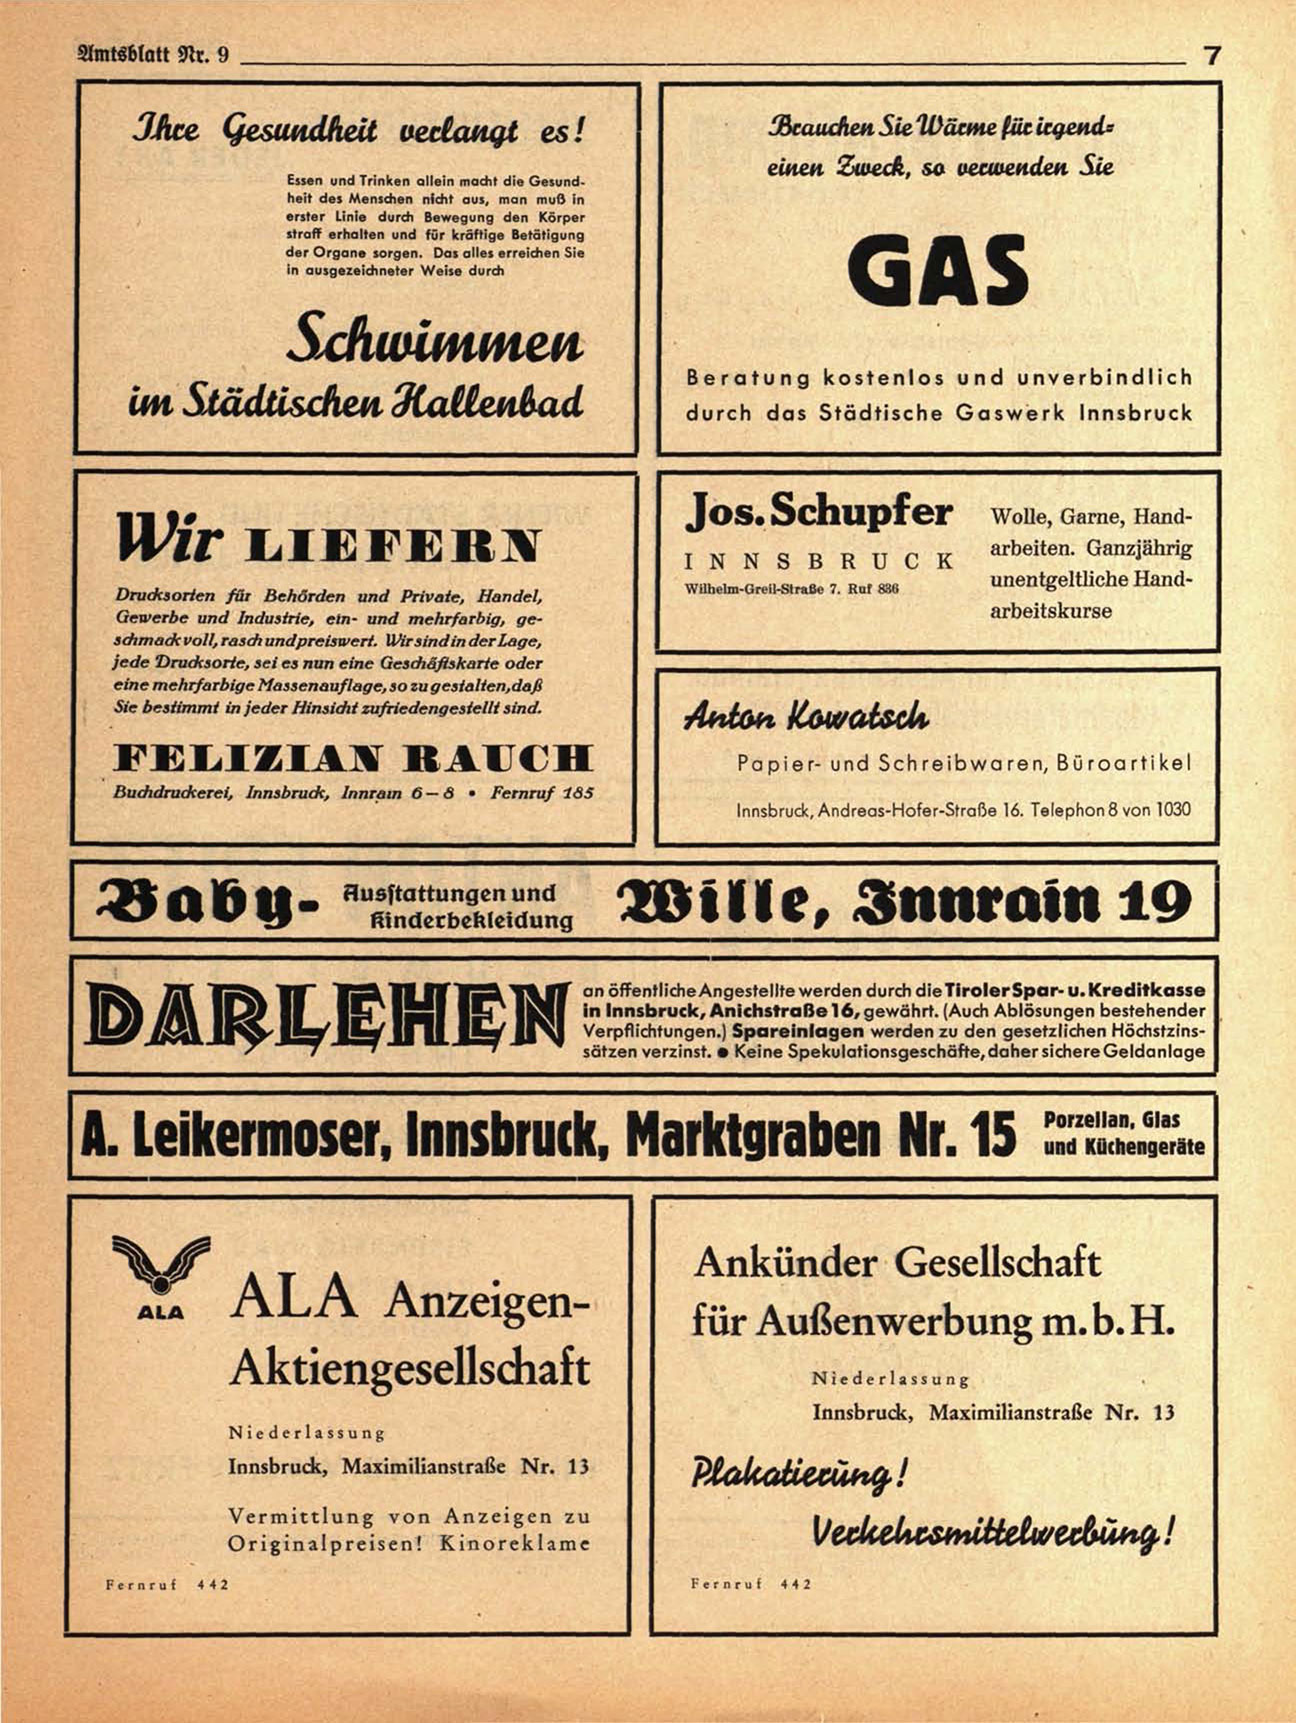 Amtsblatt Nr. 9
7
Ihre Gesundheit verlangt es!
Essen und Trinken allein macht die Gesund-
heit des Menschen nicht aus, man muß in
erster Linie durch Bewegung den Körper
straff erhalten und für kräftige Betätigung
der Organe sorgen. Das alles erreichen Sie
in ausgezeichneter Weise durch
Schwimmen
im Städtischen Hallenbad
Brauchen Sie Wärme für irgend-
einen Zweck, so verwenden Sie
GAS
Beratung kostenlos und unverbindlich
durch das Städtische Gaswerk Innsbruck
Wir LIEFERN
Drucksorten für Behörden und Private, Handel,
Gewerbe und Industrie, ein- und mehrfarbig, ge-
schmackvoll, rasch und preiswert. Wir sind in der Lage,
jede Drucksorte, sei es nun eine Geschäftskarte oder
eine mehrfarbige Massenauflage, so zu gestalten, daß
Sie bestimmt in jeder Hinsicht zufriedengestellt sind.
FELIZIAN RAUCH
Buchdruckerei, Innsbruck, Innrain 6–8 • Fernruf 185
Jos. Schupfer
INNSBRUCK
Wilhelm-Greil-Straße 7. Ruf 836
Wolle, Garne, Hand-
arbeiten. Ganzjährig
unentgeltliche Hand-
arbeitskurse
Anton Kowatsch
Papier- und Schreibwaren, Büroartikel
Innsbruck, Andreas-Hofer-Straße 16. Telephon 8 von 1030
Baby- Ausstattungen und
Kinderbekleidung
Wille, Innrain 19
DARLEHEN
an öffentliche Angestellte werden durch die Tiroler Spar- u. Kreditkasse
in Innsbruck, Anichstraße 16, gewährt. (Auch Ablösungen bestehender
Verpflichtungen.) Spareinlagen werden zu den gesetzlichen Höchstzins-
sätzen verzinst. • Keine Spekulationsgeschäfte, daher sichere Geldanlage
A. Leikermoser, Innsbruck, Marktgraben Nr. 15
Porzellan, Glas
und Küchengeräte
ALA
ALA Anzeigen-
Aktiengesellschaft
Niederlassung
Innsbruck, Maximilianstraße Nr. 13
Vermittlung von Anzeigen zu
Originalpreisen! Kinoreklame
Fernruf 442
Ankünder Gesellschaft
für Außenwerbung m. b. H.
Niederlassung
Innsbruck, Maximilianstraße Nr. 13
Plakatierung!
Verkehrsmittelwerbung!
Fernruf 442